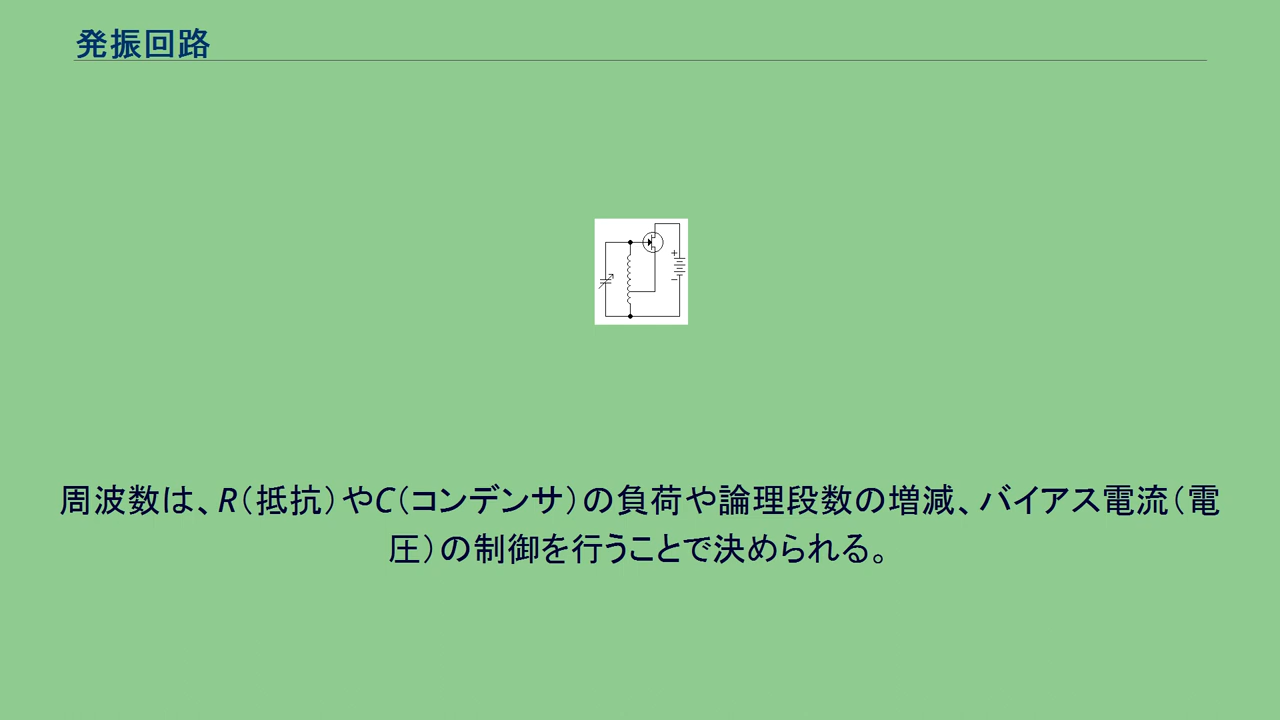 発振回路
周波数は、R（抵抗）やC（コンデンサ）の負荷や論理段数の増減、バイアス電流（電
圧）の制御を行うことで決められる。